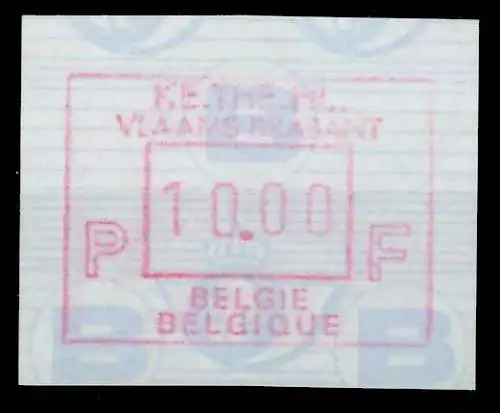 VLAAMS BRABANT
10.00
P F
BELGIE
BELGIQUE
B B